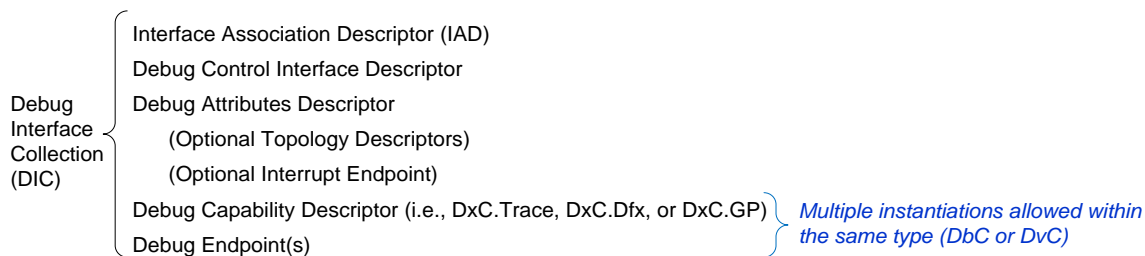 Debug
Interface
Collection
(DIC)
Interface Association Descriptor (IAD)
Debug Control Interface Descriptor
Debug Attributes Descriptor
(Optional Topology Descriptors)
(Optional Interrupt Endpoint)
Debug Capability Descriptor (i.e., DxC.Trace, DxC.Dfx, or DxC.GP)
Debug Endpoint(s)
Multiple instantiations allowed within
the same type (DbC or DvC)